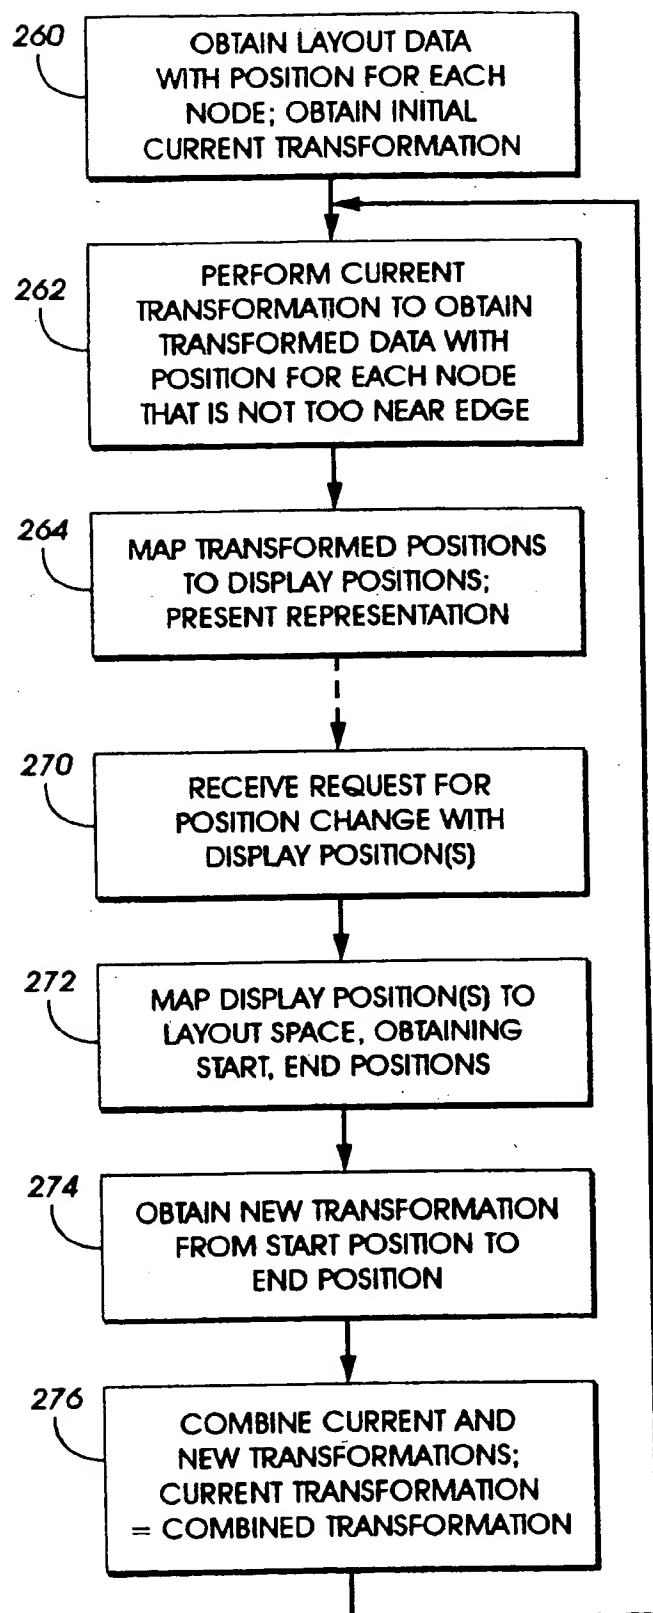 260
OBTAIN LAYOUT DATA
WITH POSITION FOR EACH
NODE; OBTAIN INITIAL
CURRENT TRANSFORMATION
262
PERFORM CURRENT
TRANSFORMATION TO OBTAIN
TRANSFORMED DATA WITH
POSITION FOR EACH NODE
THAT IS NOT TOO NEAR EDGE
264
MAP TRANSFORMED POSITIONS
TO DISPLAY POSITIONS;
PRESENT REPRESENTATION
270
RECEIVE REQUEST FOR
POSITION CHANGE WITH
DISPLAY POSITION(S)
272
MAP DISPLAY POSITION(S) TO
LAYOUT SPACE, OBTAINING
START, END POSITIONS
274
OBTAIN NEW TRANSFORMATION
FROM START POSITION TO
END POSITION
276
COMBINE CURRENT AND
NEW TRANSFORMATIONS;
CURRENT TRANSFORMATION
= COMBINED TRANSFORMATION